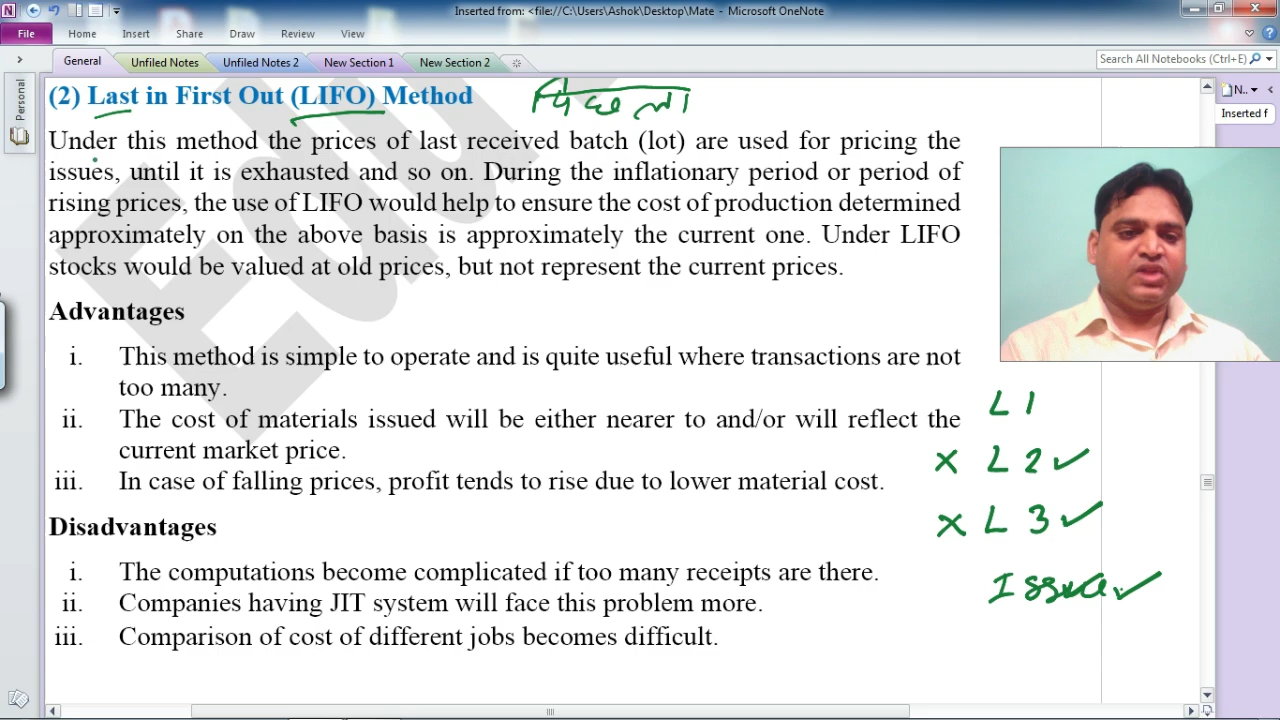 Inserted from: <file://C:\Users\Ashok\Desktop\Mate - Microsoft OneNote
File Home Insert Share Draw Review View
General Unfiled Notes Unfiled Notes 2 New Section 1 New Section 2
Search All Notebooks (Ctrl+E)
Personal
N..
Inserted f
(2) Last in First Out (LIFO) Method
Under this method the prices of last received batch (lot) are used for pricing the
issues, until it is exhausted and so on. During the inflationary period or period of
rising prices, the use of LIFO would help to ensure the cost of production determined
approximately on the above basis is approximately the current one. Under LIFO
stocks would be valued at old prices, but not represent the current prices.
Advantages
i. This method is simple to operate and is quite useful where transactions are not
too many.
ii. The cost of materials issued will be either nearer to and/or will reflect the
current market price.
iii. In case of falling prices, profit tends to rise due to lower material cost.
Disadvantages
i. The computations become complicated if too many receipts are there.
ii. Companies having JIT system will face this problem more.
iii. Comparison of cost of different jobs becomes difficult.
L 1
X L 2 ✓
X L 3 ✓
Issue ✓